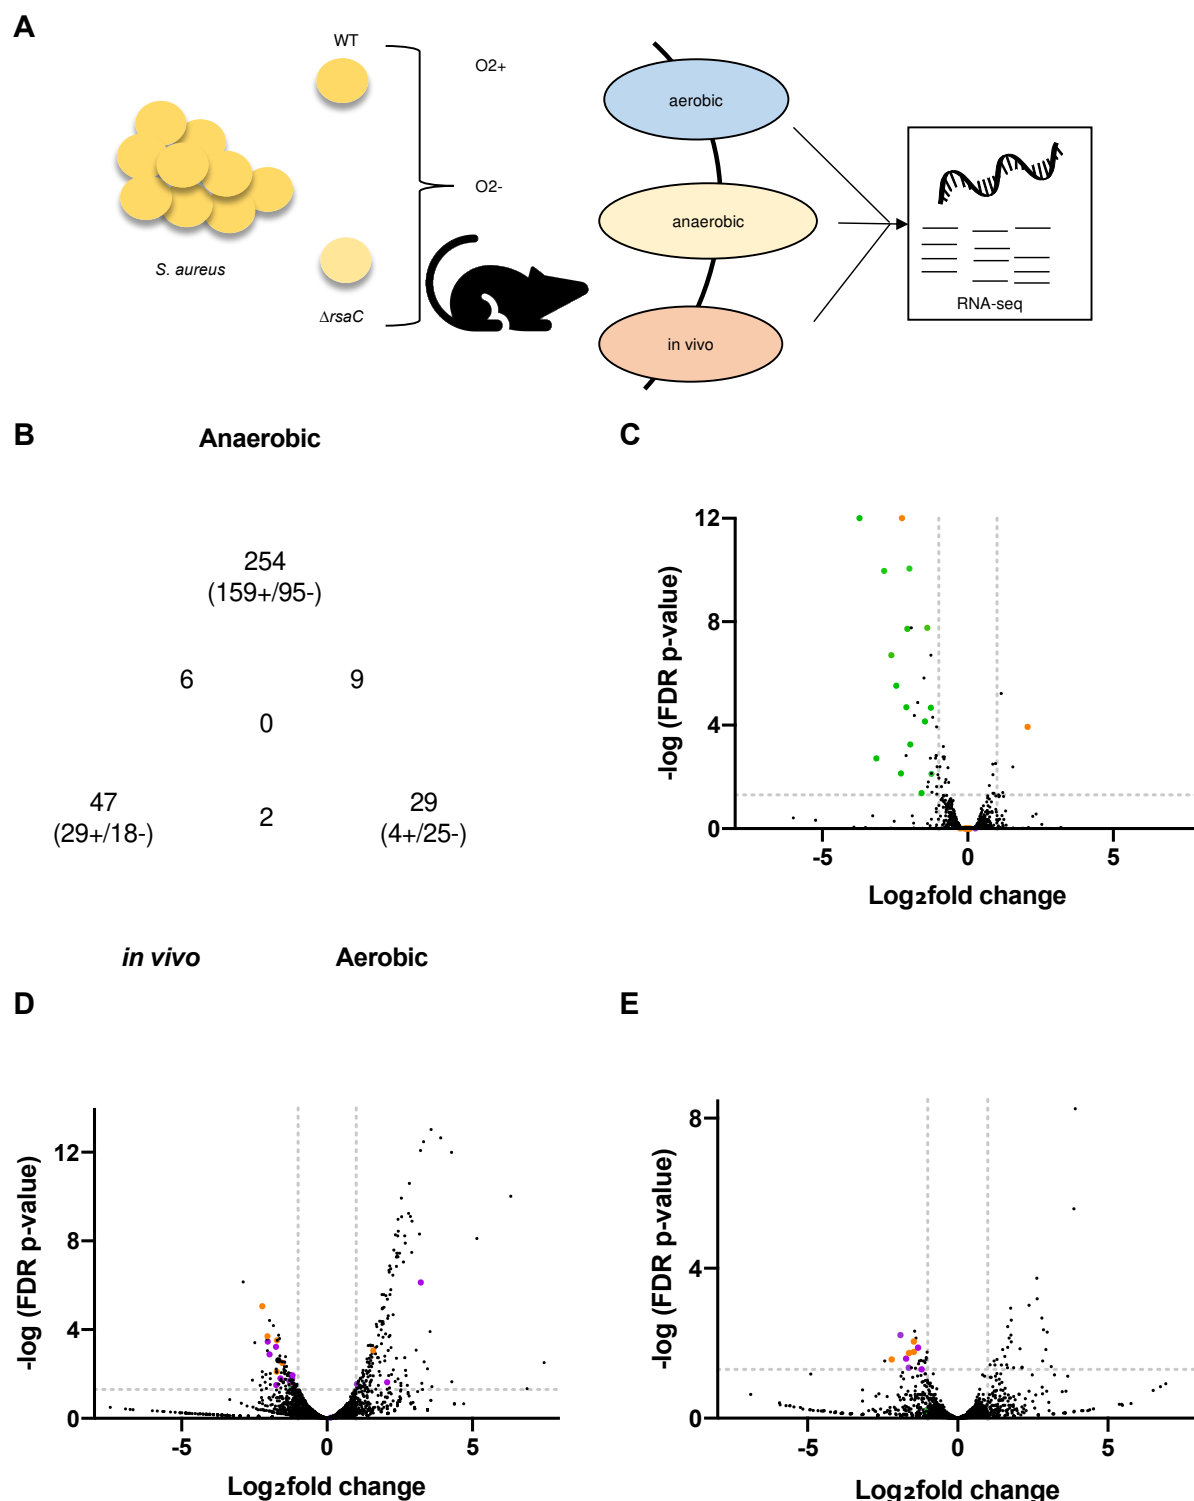 A
WT
O2+
O2-
S. aureus
ΔrsaC
aerobic
anaerobic
in vivo
RNA-seq
B
Anaerobic
254
(159+/95-)
6
9
0
47
(29+/18-)
2
29
(4+/25-)
in vivo
Aerobic
C
12
8
4
0
-log (FDR p-value)
-5
0
5
Log2fold change
D
12
8
4
0
-log (FDR p-value)
-5
0
5
Log2fold change
E
8
4
0
-log (FDR p-value)
-5
0
5
Log2fold change